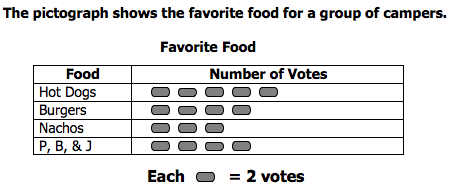 The pictograph shows the favorite food for a group of campers.
Favorite Food
Food Number of Votes
Hot Dogs
Burgers
Nachos
P, B, & J
Each = 2 votes